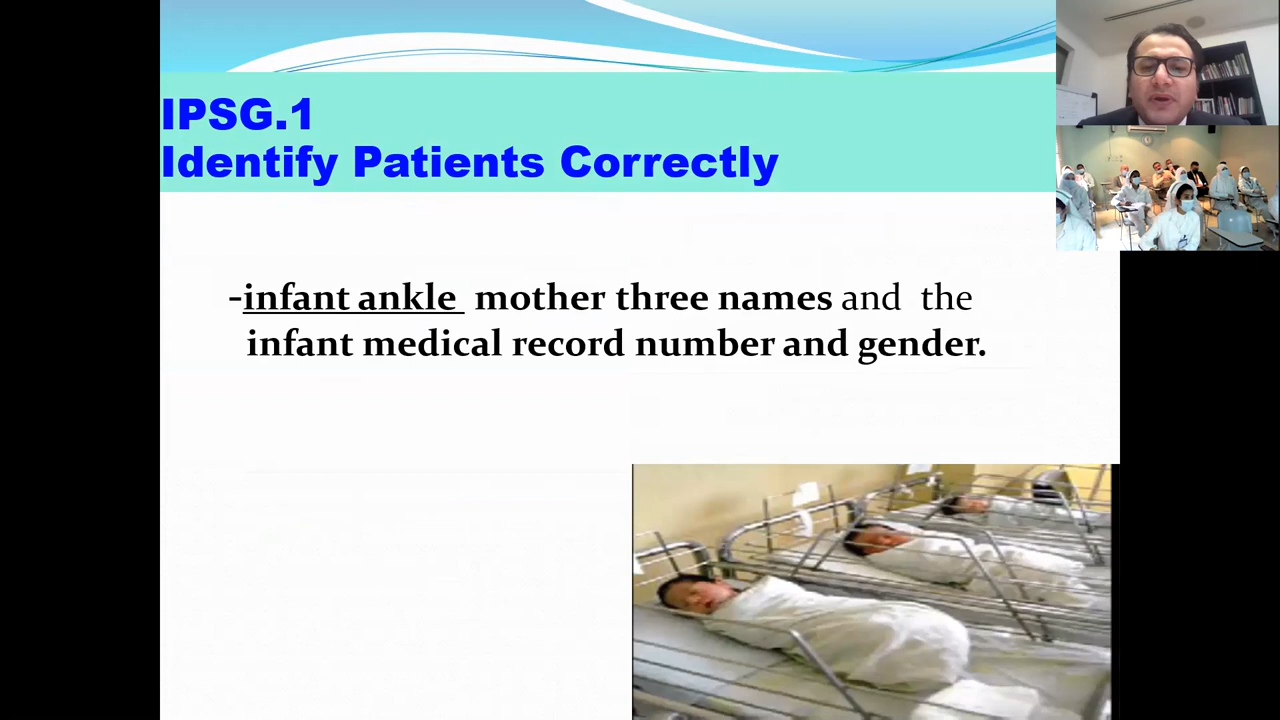 IPSG.1
Identify Patients Correctly
-infant ankle mother three names and the
infant medical record number and gender.